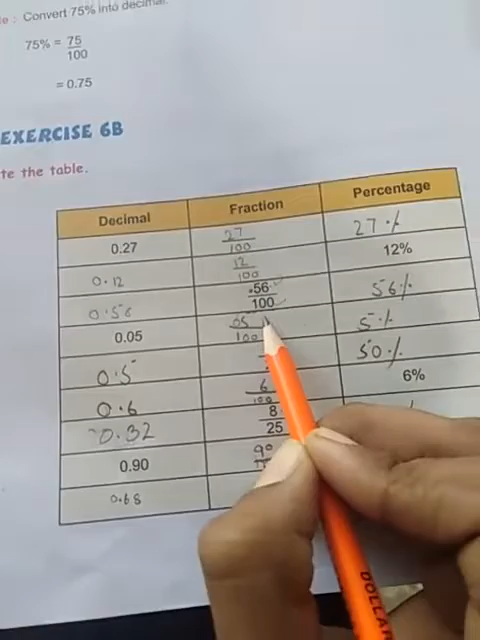 e : Convert 75% into decimal.
75% = 75/100
= 0.75
EXERCISE 6B
te the table.
Decimal Fraction Percentage
0.27 27/100 27%
0.12 12/100 12%
0.56 56/100 56%
0.05 05/100 5%
0.5 50%
0.6 6/100 6%
0.32 8/25
0.90 90
0.68
DOLLAR